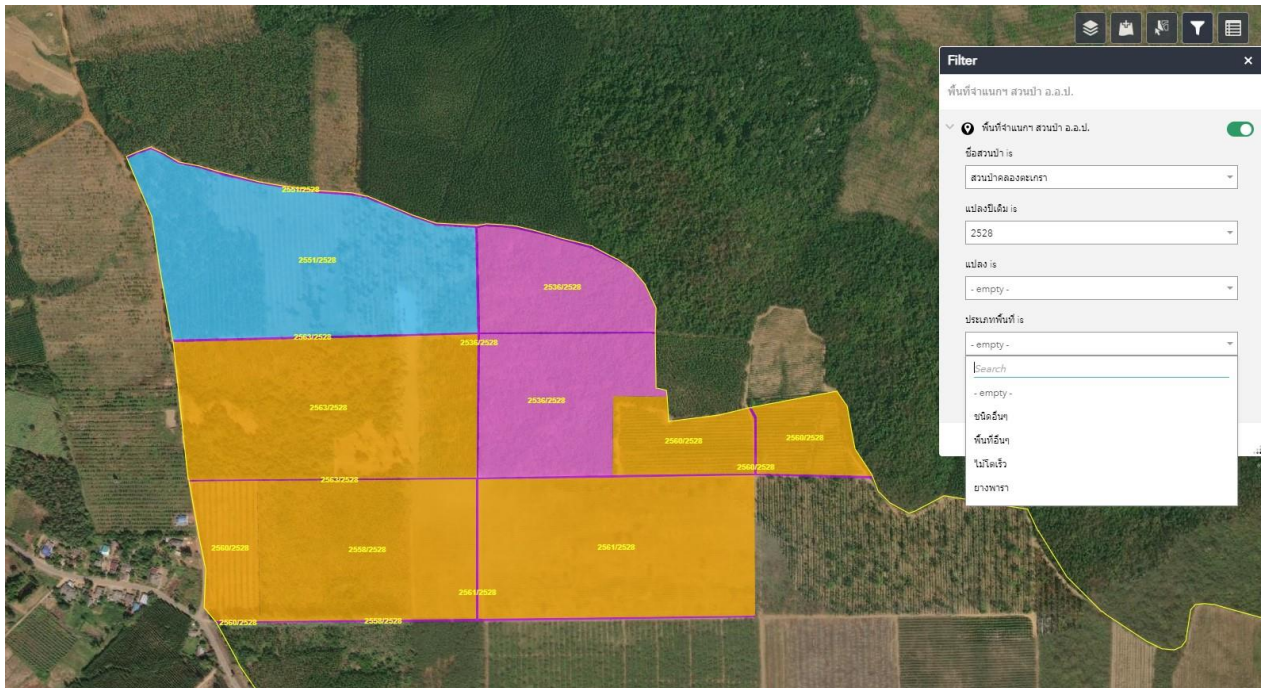 Filter
พื้นที่จำแนกฯ สวนป่า อ.อ.ป.
พื้นที่จำแนกฯ สวนป่า อ.อ.ป.
ชื่อสวนป่า is
สวนป่าคลองตะเกรา
แปลงปีเดิม is
2528
แปลง is
- empty -
ประเภทพื้นที่ is
- empty -
Search
- empty -
ชนิดอื่นๆ
พื้นที่อื่นๆ
ไม้โตเร็ว
ยางพารา
2551/2528
2551/2528
2536/2528
2563/2528
2536/2528
2536/2528
2563/2528
2560/2528
2560/2528
2560/2528
2563/2528
2560/2528
2558/2528
2561/2528
2561/2528
2560/2528
2558/2528